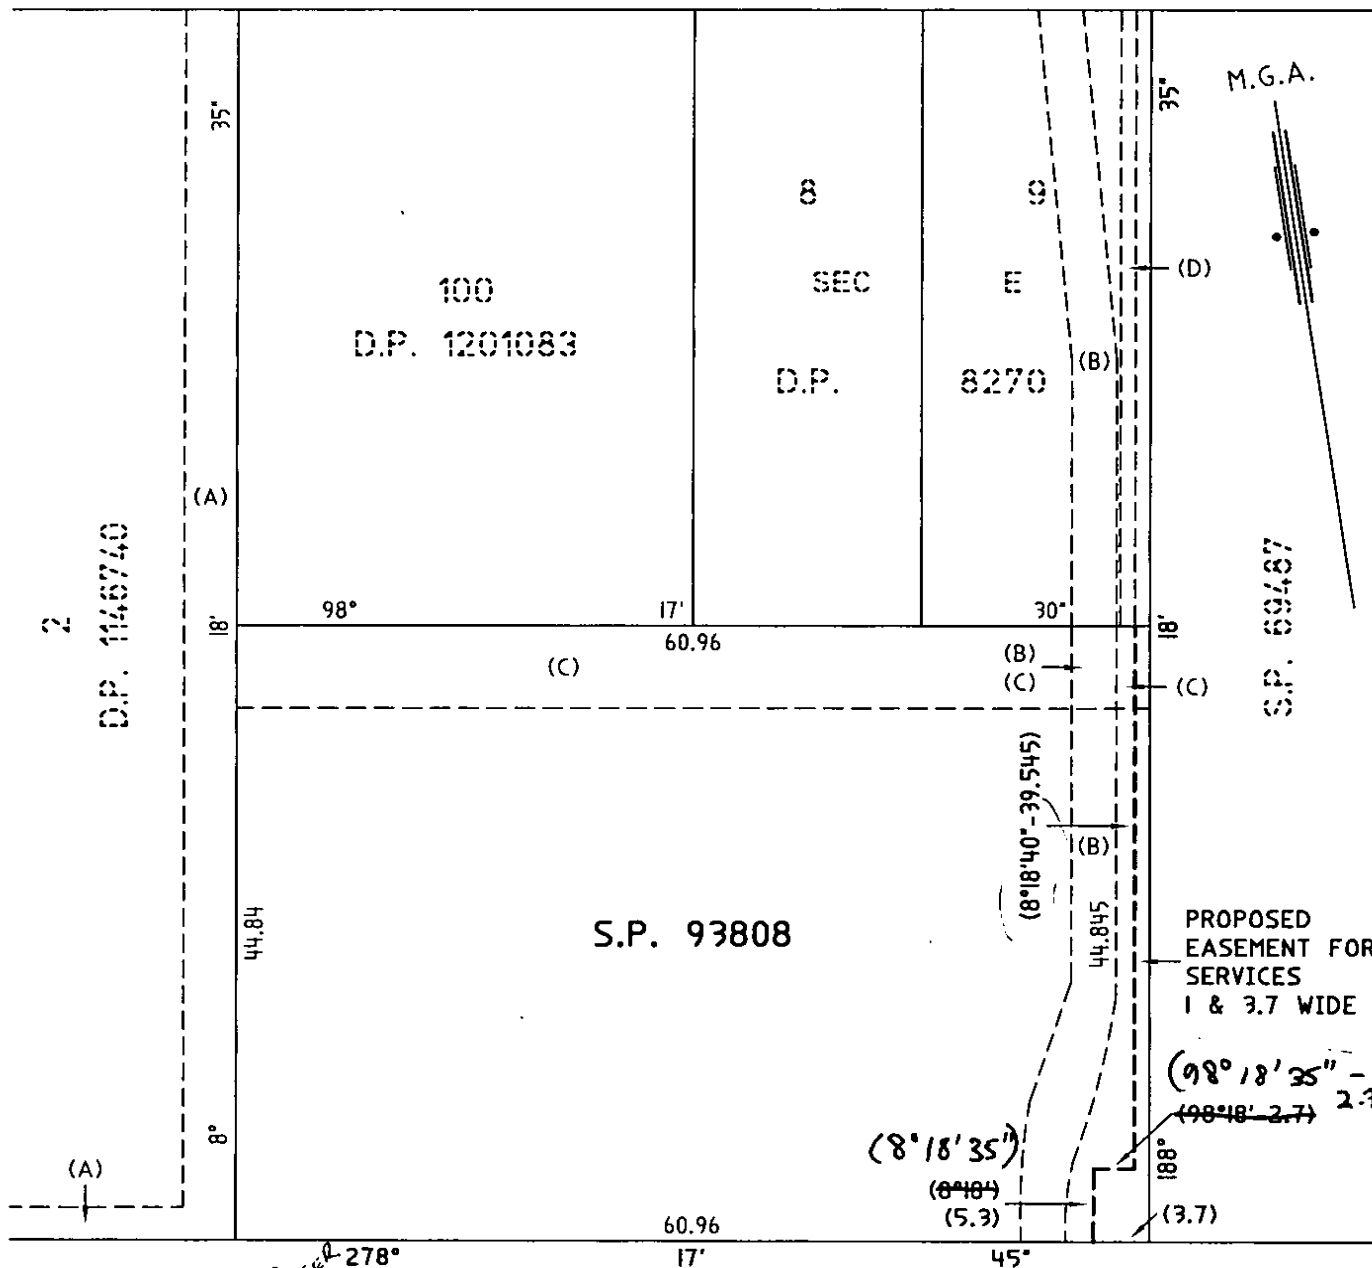 M.G.A.
35"
35"
8
9
(D)
100
SEC
E
D.P. 1201083
(B)
D.P.
8270
(A)
2
D.P. 1146740
S.P. 69487
98°
17'
30"
18'
18'
60.96
(C)
(B)
(C)
(C)
(8°18'40"-39.545)
(B)
44.84
44.845
S.P. 93808
PROPOSED
EASEMENT FOR
SERVICES
1 & 3.7 WIDE
(98°18'35" -
(98°18'-2.7)
8°
(8°18'35")
188°
(A)
(8°18')
(5.3)
(3.7)
60.96
278°
17'
45"